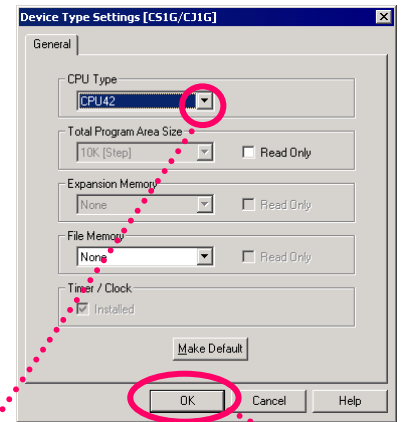 Device Type Settings [CS1G/CJ1G]
General
CPU Type
CPU42
Total Program Area Size
10K [Step]
Read Only
Expansion Memory
None
Read Only
File Memory
None
Read Only
Timer / Clock
Installed
Make Default
OK
Cancel
Help